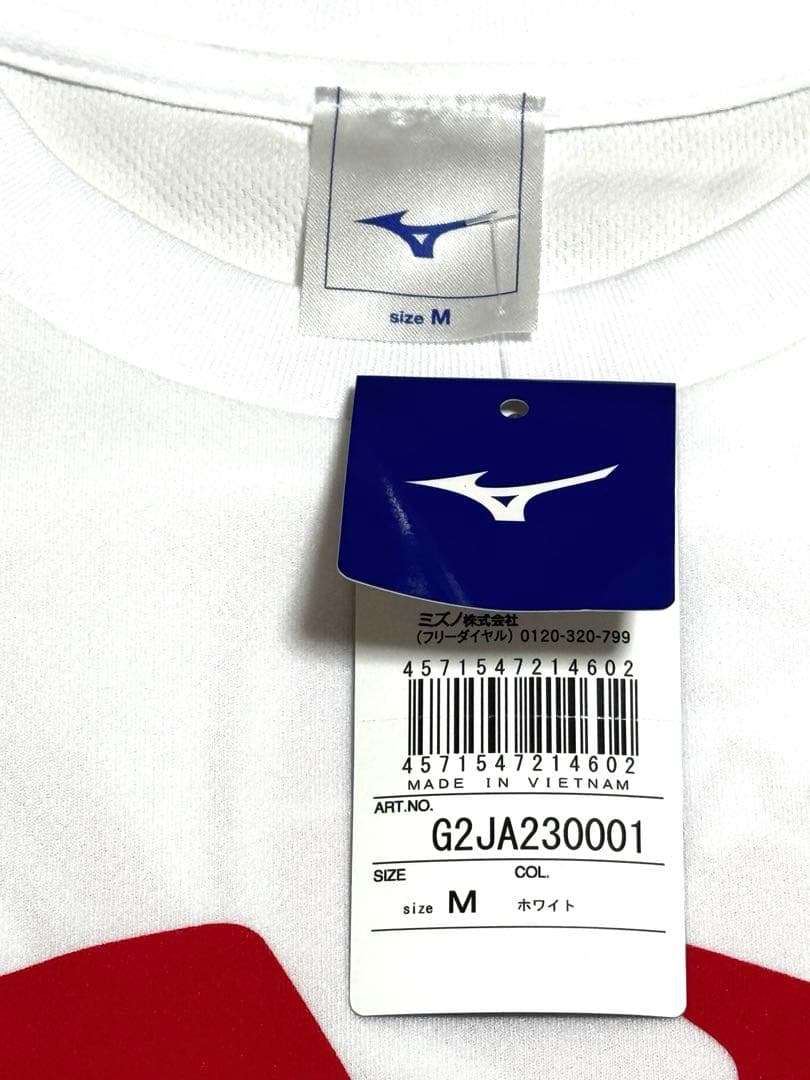 size M
ミズノ株式会社
(フリーダイヤル) 0120-320-799
4571547214602
4571547214602
MADE IN VIETNAM
ART.NO.
G2JA230001
SIZE COL.
size M ホワイト